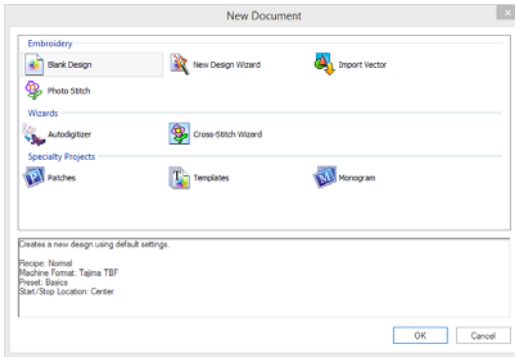 New Document
Embroidery
Blank Design
New Design Wizard
Import Vector
Photo Stitch
Wizards
Autodigitizer
Cross-Stitch Wizard
Specialty Projects
Patches
Templates
Monogram
Creates a new design using default settings.
Recipe: Normal
Machine Format: Tajima TBF
Preset: Basics
Start/Stop Location: Center
OK
Cancel